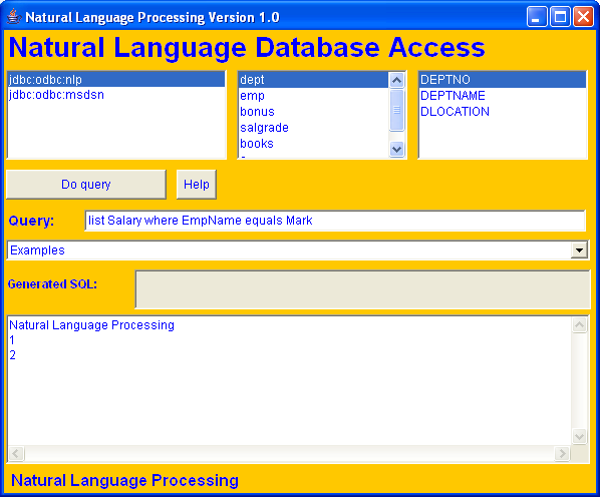 Natural Language Processing Version 1.0
Natural Language Database Access
jdbc:odbc:nlp
jdbc:odbc:msdsn
dept
emp
bonus
salgrade
books
DEPTNO
DEPTNAME
DLOCATION
Do query
Help
Query:
list Salary where EmpName equals Mark
Examples
Generated SQL:
Natural Language Processing
1
2
Natural Language Processing